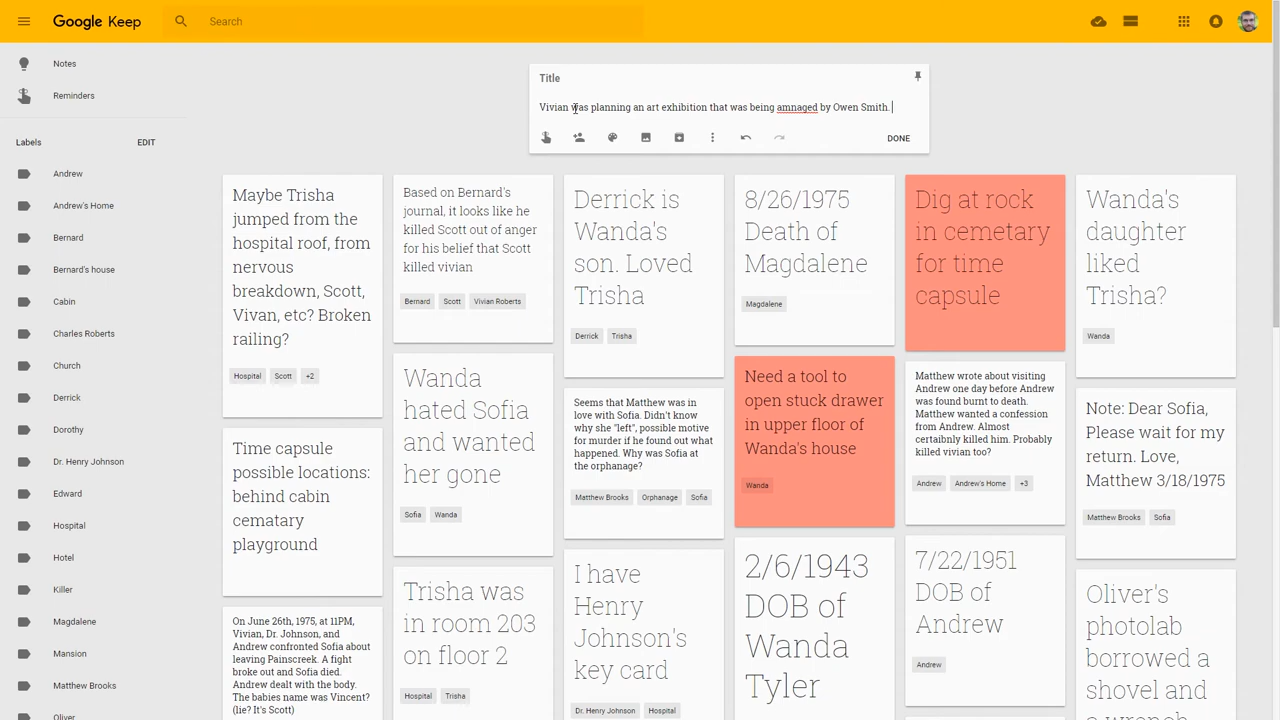 Google Keep
Search
Notes
Reminders
Labels
EDIT
Andrew
Andrew's Home
Bernard
Bernard's house
Cabin
Charles Roberts
Church
Derrick
Dorothy
Dr. Henry Johnson
Edward
Hospital
Hotel
Killer
Magdalene
Mansion
Matthew Brooks
Oliver
Title
Vivian was planning an art exhibition that was being amnaged by Owen Smith.
DONE
Maybe Trisha
jumped from the
hospital roof, from
nervous
breakdown, Scott,
Vivan, etc? Broken
railing?
Hospital
Scott
+2
Time capsule
possible locations:
behind cabin
cematary
playground
On June 26th, 1975, at 11PM,
Vivian, Dr. Johnson, and
Andrew confronted Sofia about
leaving Painscreek. A fight
broke out and Sofia died.
Andrew dealt with the body.
The babies name was Vincent?
(lie? It's Scott)
Based on Bernard's
journal, it looks like he
killed Scott out of anger
for his belief that Scott
killed vivian
Bernard
Scott
Vivian Roberts
Wanda
hated Sofia
and wanted
her gone
Sofia
Wanda
Trisha was
in room 203
on floor 2
Hospital
Trisha
Derrick is
Wanda's
son. Loved
Trisha
Derrick
Trisha
Seems that Matthew was in
love with Sofia. Didn't know
why she "left", possible motive
for murder if he found out what
happened. Why was Sofia at
the orphanage?
Matthew Brooks
Orphanage
Sofia
I have
Henry
Johnson's
key card
Dr. Henry Johnson
Hospital
8/26/1975
Death of
Magdalene
Magdalene
Need a tool to
open stuck drawer
in upper floor of
Wanda's house
Wanda
2/6/1943
DOB of
Wanda
Tyler
Dig at rock
in cemetary
for time
capsule
Matthew wrote about visiting
Andrew one day before Andrew
was found burnt to death.
Matthew wanted a confession
from Andrew. Almost
certaibnly killed him. Probably
killed vivian too?
Andrew
Andrew's Home
+3
7/22/1951
DOB of
Andrew
Andrew
Wanda's
daughter
liked
Trisha?
Wanda
Note: Dear Sofia,
Please wait for my
return. Love,
Matthew 3/18/1975
Matthew Brooks
Sofia
Oliver's
photolab
borrowed a
shovel and
a wrench